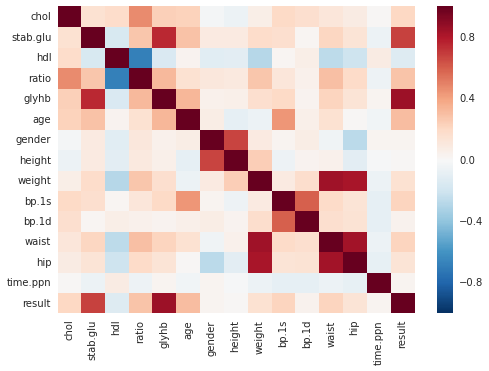 chol
stab.glu
hdl
ratio
glyhb
age
gender
height
weight
bp.1s
bp.1d
waist
hip
time.ppn
result
chol
stab.glu
hdl
ratio
glyhb
age
gender
height
weight
bp.1s
bp.1d
waist
hip
time.ppn
result
0.8
0.4
0.0
−0.4
−0.8